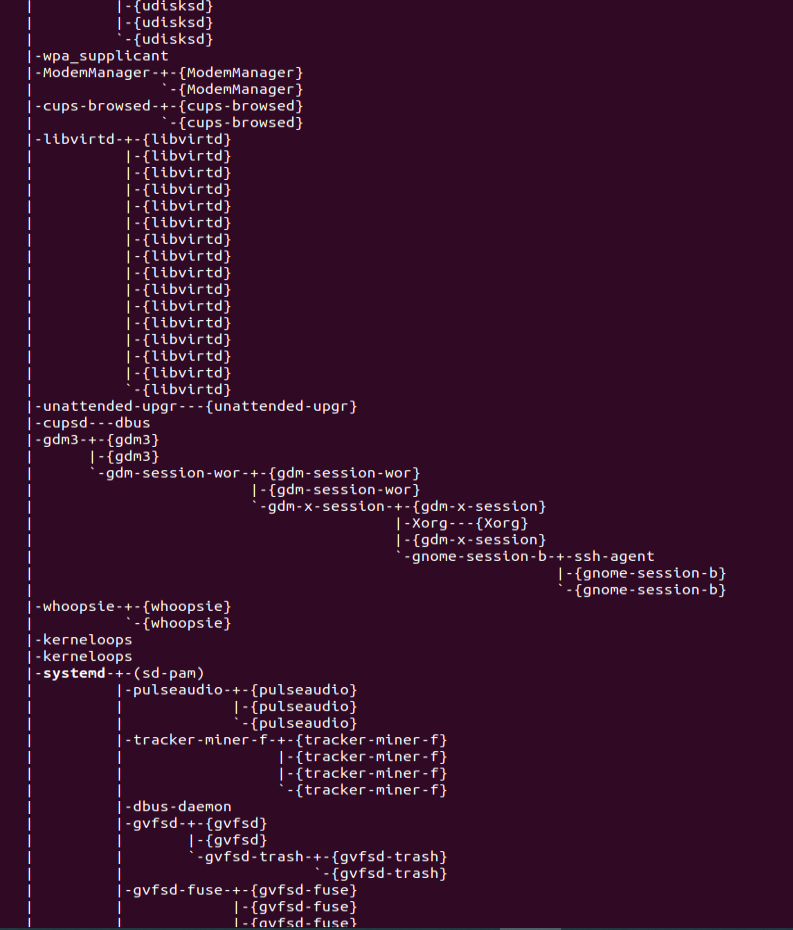 |          |-{udisksd}
|          |-{udisksd}
|          `-{udisksd}
|-wpa_supplicant
|-ModemManager-+-{ModemManager}
|              `-{ModemManager}
|-cups-browsed-+-{cups-browsed}
|              `-{cups-browsed}
|-libvirtd-+-{libvirtd}
|          |-{libvirtd}
|          |-{libvirtd}
|          |-{libvirtd}
|          |-{libvirtd}
|          |-{libvirtd}
|          |-{libvirtd}
|          |-{libvirtd}
|          |-{libvirtd}
|          |-{libvirtd}
|          |-{libvirtd}
|          |-{libvirtd}
|          |-{libvirtd}
|          |-{libvirtd}
|          |-{libvirtd}
|          `-{libvirtd}
|-unattended-upgr---{unattended-upgr}
|-cupsd---dbus
|-gdm3-+-{gdm3}
|      |-{gdm3}
|      `-gdm-session-wor-+-{gdm-session-wor}
|                        |-{gdm-session-wor}
|                        `-gdm-x-session-+-{gdm-x-session}
|                                        |-Xorg---{Xorg}
|                                        |-{gdm-x-session}
|                                        `-gnome-session-b-+-ssh-agent
|                                                          |-{gnome-session-b}
|                                                          `-{gnome-session-b}
|-whoopsie-+-{whoopsie}
|          `-{whoopsie}
|-kerneloops
|-kerneloops
|-systemd-+-(sd-pam)
|         |-pulseaudio-+-{pulseaudio}
|         |            |-{pulseaudio}
|         |            `-{pulseaudio}
|         |-tracker-miner-f-+-{tracker-miner-f}
|         |                 |-{tracker-miner-f}
|         |                 |-{tracker-miner-f}
|         |                 `-{tracker-miner-f}
|         |-dbus-daemon
|         |-gvfsd-+-{gvfsd}
|         |       |-{gvfsd}
|         |       `-gvfsd-trash-+-{gvfsd-trash}
|         |                     `-{gvfsd-trash}
|         |-gvfsd-fuse-+-{gvfsd-fuse}
|         |            |-{gvfsd-fuse}
|         |            |-{gvfsd-fuse}